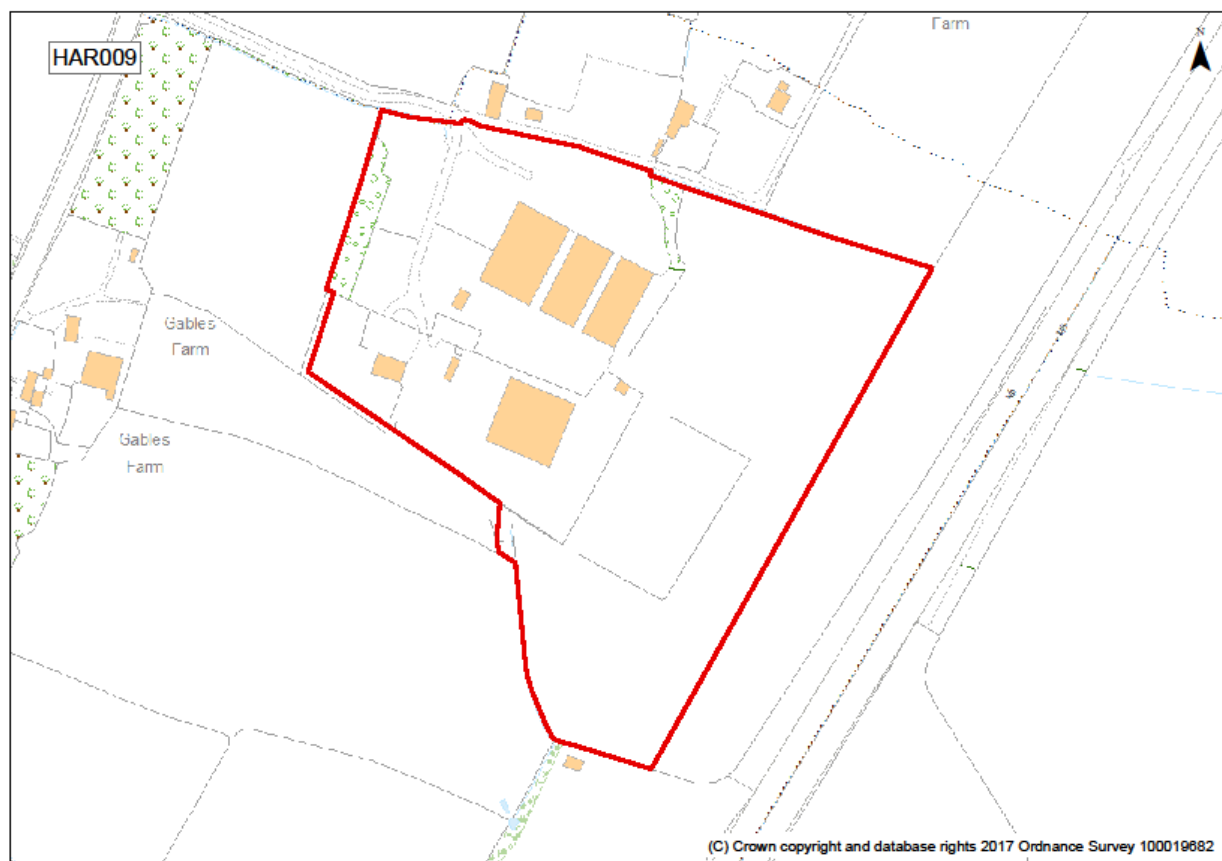 Farm
HAR009
N
Gables
Farm
Gables
Farm
(C) Crown copyright and database rights 2017 Ordnance Survey 100019682